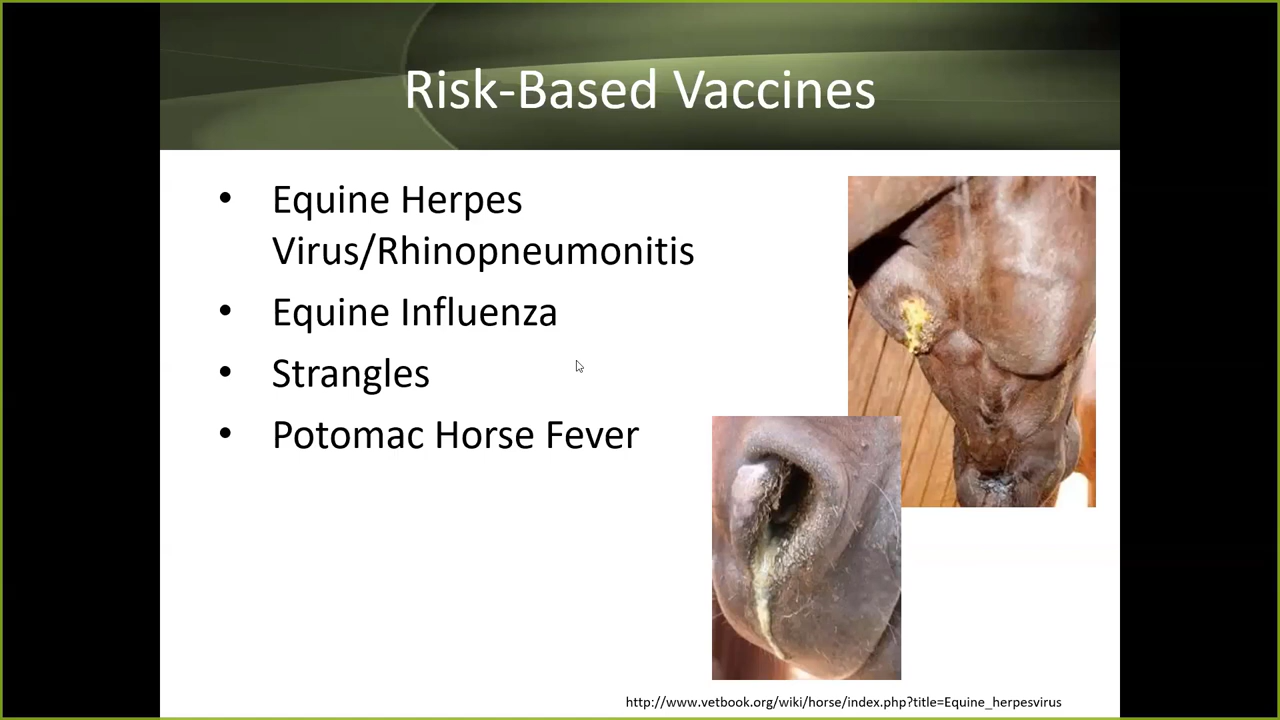 Risk-Based Vaccines
• Equine Herpes
Virus/Rhinopneumonitis
• Equine Influenza
• Strangles
• Potomac Horse Fever
http://www.vetbook.org/wiki/horse/index.php?title=Equine_herpesvirus